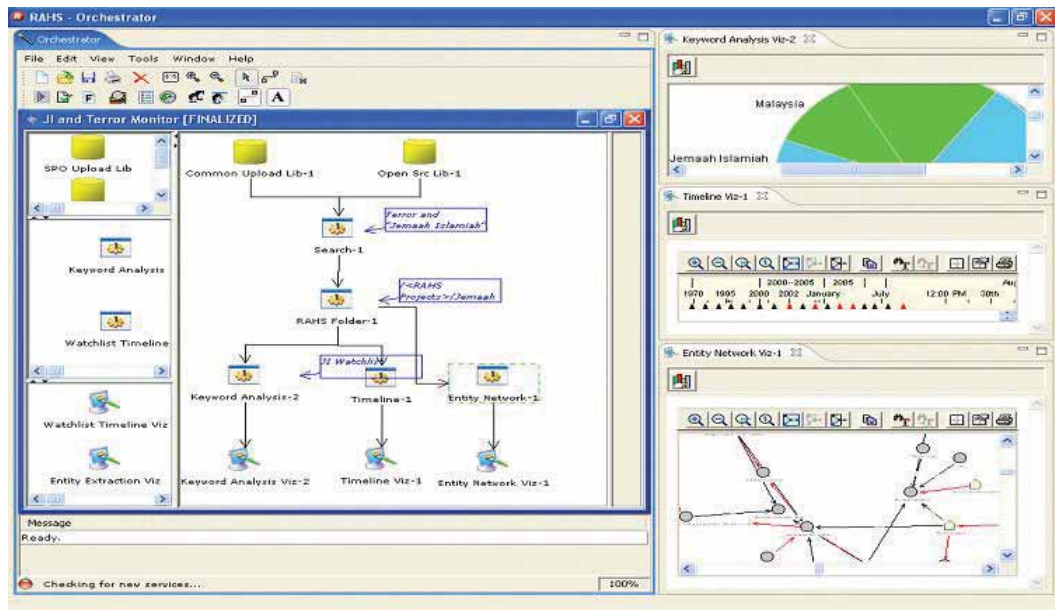 RAHS - Orchestrator
Orchestrator
File Edit View Tools Window Help
JI and Terror Monitor [FINALIZED]
SPO Upload Lib
Keyword Analysis
Watchlist Timeline
Watchlist Timeline Viz
Entity Extraction Viz
Common Upload Lib-1
Open Src Lib-1
Terror and
"Jemaah Islamiah"
Search-1
/<RAHS
Projects>/Jemaah
RAHS Folder-1
JI Watchlist
Keyword Analysis-2
Timeline-1
Entity Network-1
Keyword Analysis Viz-2
Timeline Viz-1
Entity Network Viz-1
Message
Ready.
Checking for new services...
100%
Keyword Analysis Viz-2
Malaysia
Jemaah Islamiah
Timeline Viz-1
2000--2005 2005 Aug
1970 1995 2000 2002 January July 12:00 PM 30th
Entity Network Viz-1